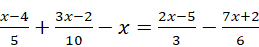 (x-4)/5 + (3x-2)/10 - x = (2x-5)/3 - (7x+2)/6